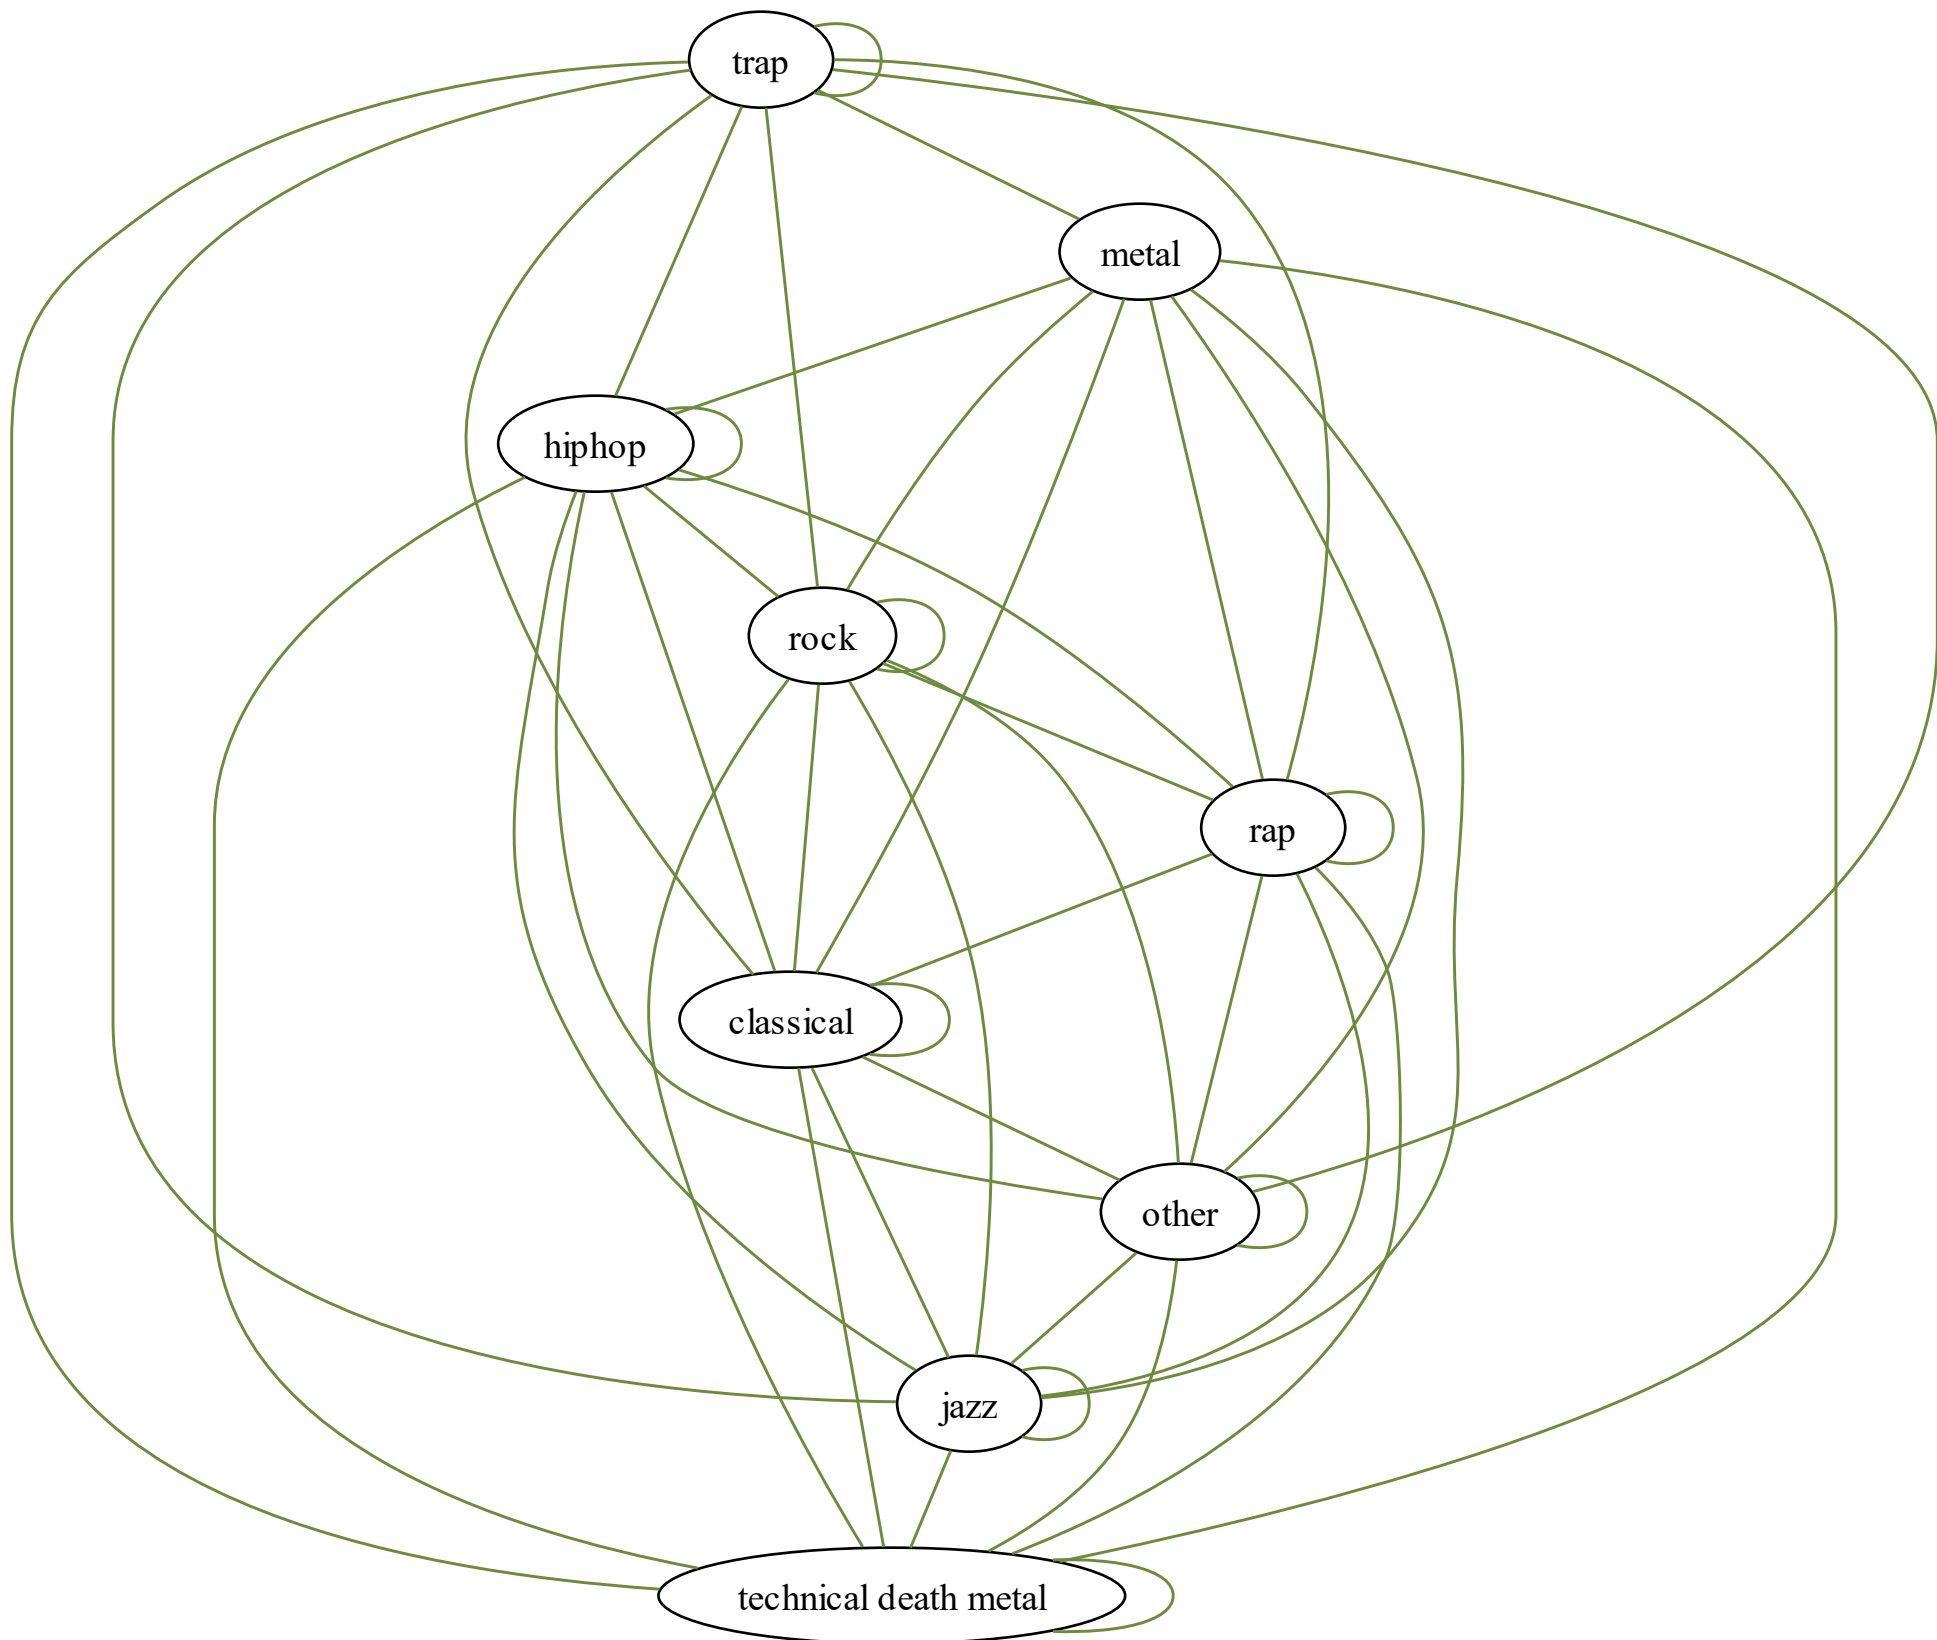 trap
metal
hiphop
rock
rap
classical
other
jazz
technical death metal